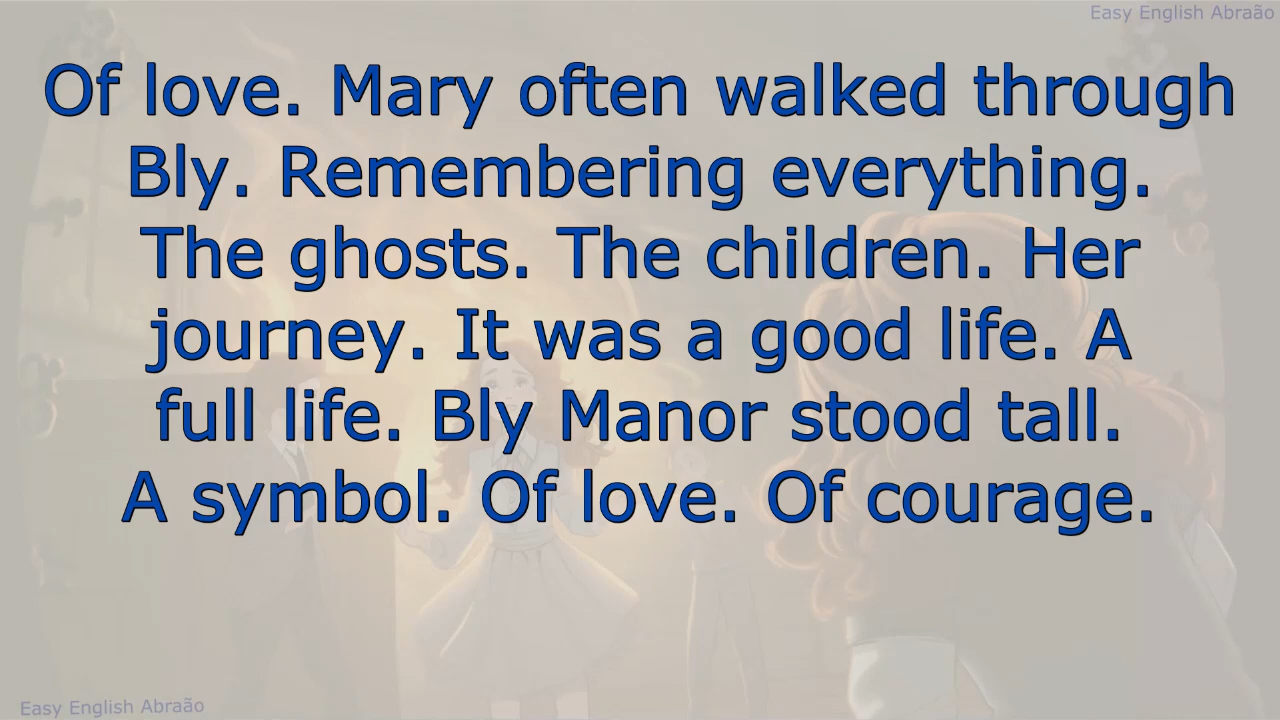 Easy English Abraão
Of love. Mary often walked through
Bly. Remembering everything.
The ghosts. The children. Her
journey. It was a good life. A
full life. Bly Manor stood tall.
A symbol. Of love. Of courage.
Easy English Abraão